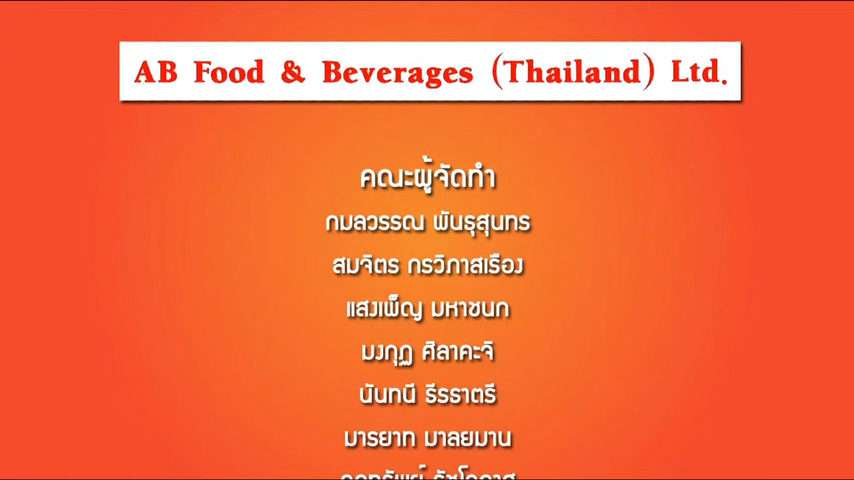 AB Food & Beverages (Thailand) Ltd.
คณะผู้จัดทำ
กมลวรรณ พันธุสุนทร
สมจิตร กรวิภาสเรือง
แสงเพ็ญ มหาชนก
มงกุฏ ศิลาคะจิ
นันทนี ธีรธาตรี
มารยาท มาลยมาน